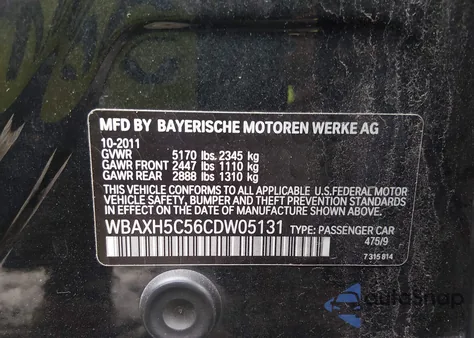 MFD BY BAYERISCHE MOTOREN WERKE AG
10-2011
GVWR 5170 lbs. 2345 kg
GAWR FRONT 2447 lbs. 1110 kg
GAWR REAR 2888 lbs. 1310 kg
THIS VEHICLE CONFORMS TO ALL APPLICABLE U.S.FEDERAL MOTOR
VEHICLE SAFETY, BUMPER AND THEFT PREVENTION STANDARDS
IN EFFECT ON THE DATE OF MANUFACTURE SHOWN ABOVE.
WBAXH5C56CDW05131 TYPE: PASSENGER CAR
475/9
7 315 814
autoSnap